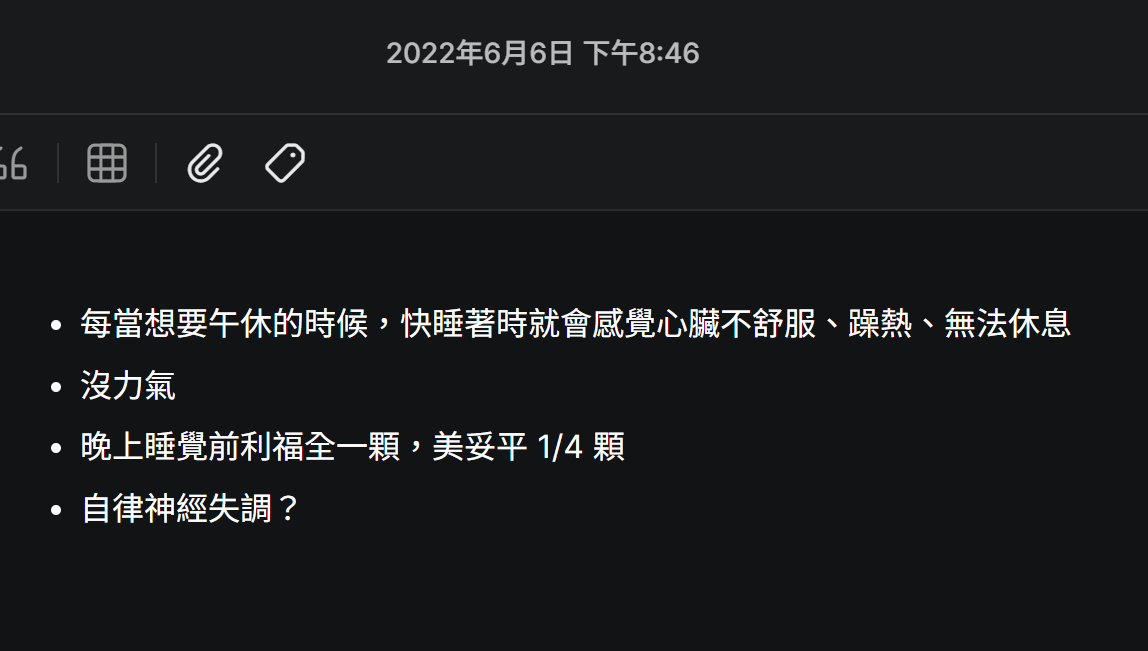 2022年6月6日 下午8:46
每當想要午休的時候，快睡著時就會感覺心臟不舒服、躁熱、無法休息
沒力氣
晚上睡覺前利福全一顆，美妥平 1/4 顆
自律神經失調？